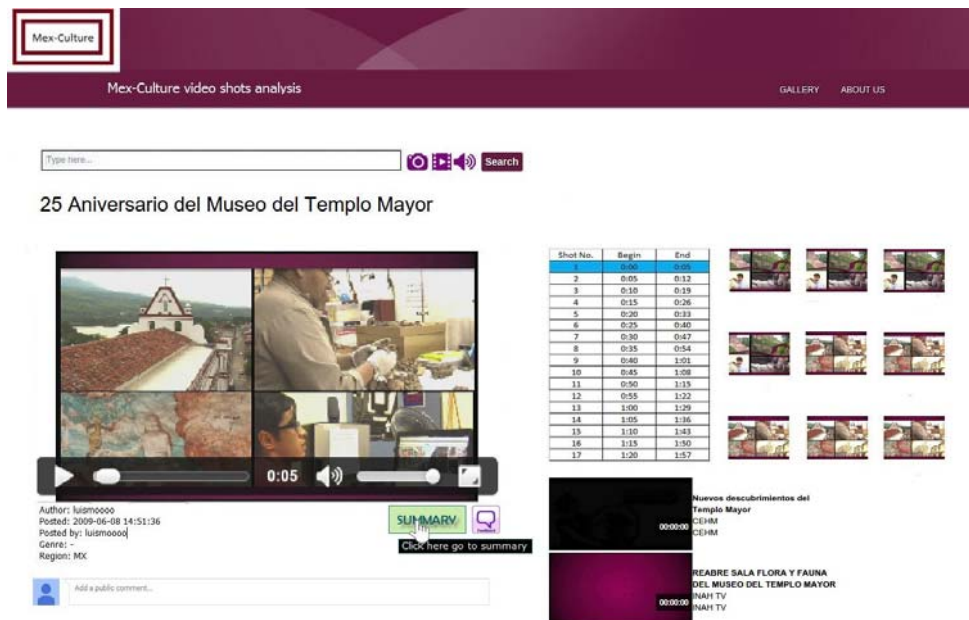 Mex-Culture
Mex-Culture video shots analysis
GALLERY ABOUT US
Type here...
Search
25 Aniversario del Museo del Templo Mayor
0:05
Author: luismoooo
Posted: 2009-06-08 14:51:36
Posted by: luismoooo
Genre: -
Region: MX
SUMMARY
Click here go to summary
Add a public comment...
Shot No. Begin End
1 0:00 0:05
2 0:05 0:12
3 0:10 0:19
4 0:15 0:26
5 0:20 0:33
6 0:25 0:40
7 0:30 0:47
8 0:35 0:54
9 0:40 1:01
10 0:45 1:08
11 0:50 1:15
12 0:55 1:22
13 1:00 1:29
14 1:05 1:36
15 1:10 1:43
16 1:15 1:50
17 1:20 1:57
00:00:00
Nuevos descubrimientos del
Templo Mayor
CEHM
CEHM
00:00:00
REABRE SALA FLORA Y FAUNA
DEL MUSEO DEL TEMPLO MAYOR
INAH TV
INAH TV